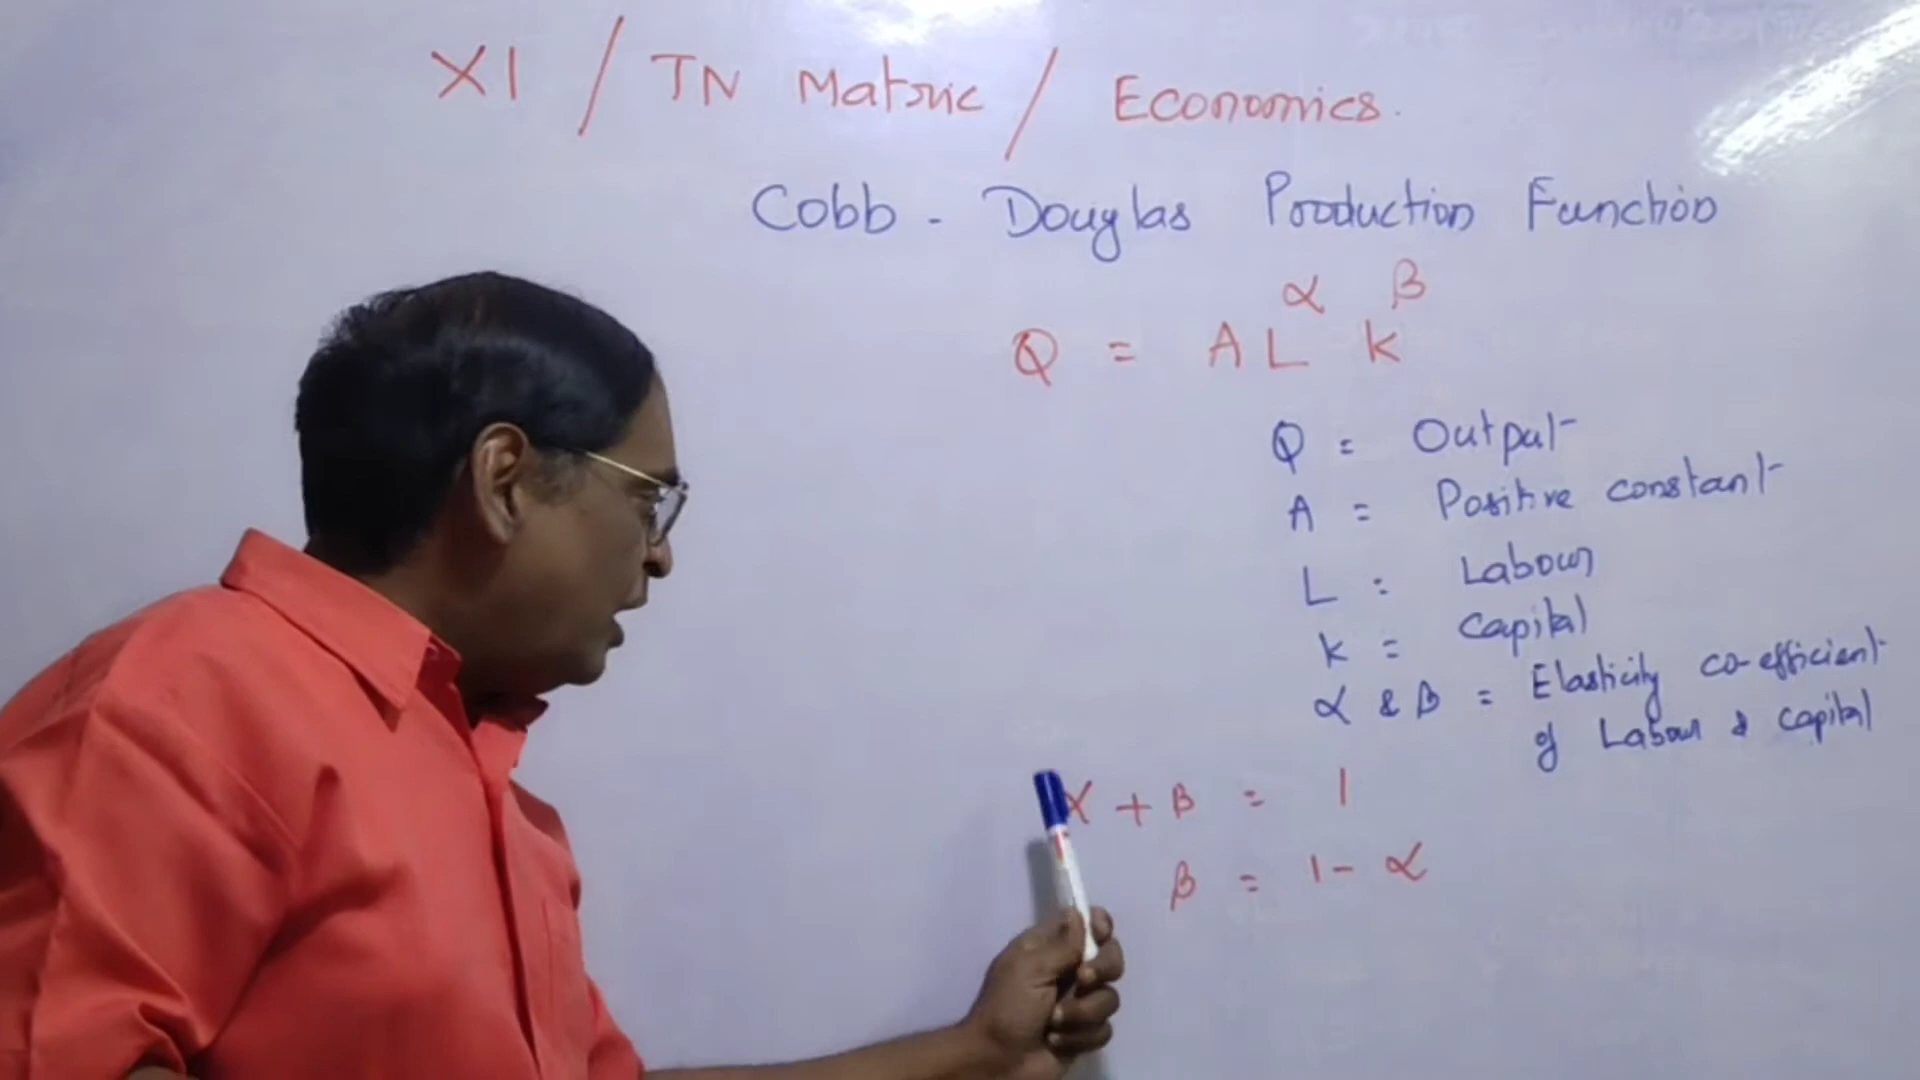 XI / TN Matric / Economics.
Cobb - Douglas Production Function
α β
Q = A L K
Q = Output
A = Positive constant
L = Labour
K = Capital
α & β = Elasticity co-efficient
of Labour & Capital
α + β = 1
β = 1 - α